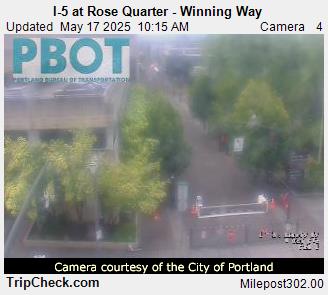 I-5 at Rose Quarter - Winning Way
Updated May 17 2025 10:15 AM Camera 4
PBOT
PORTLAND BUREAU OF TRANSPORTATION
Camera courtesy of the City of Portland
TripCheck.com Milepost302.00